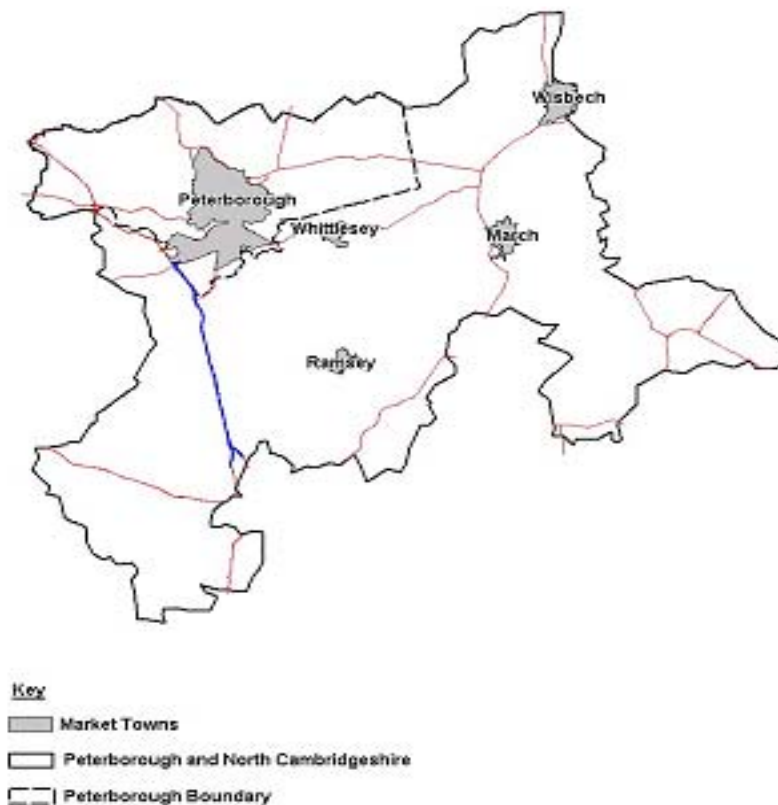 Wisbech
Peterborough
Whittlesey
March
Ramsey
Key
Market Towns
Peterborough and North Cambridgeshire
Peterborough Boundary